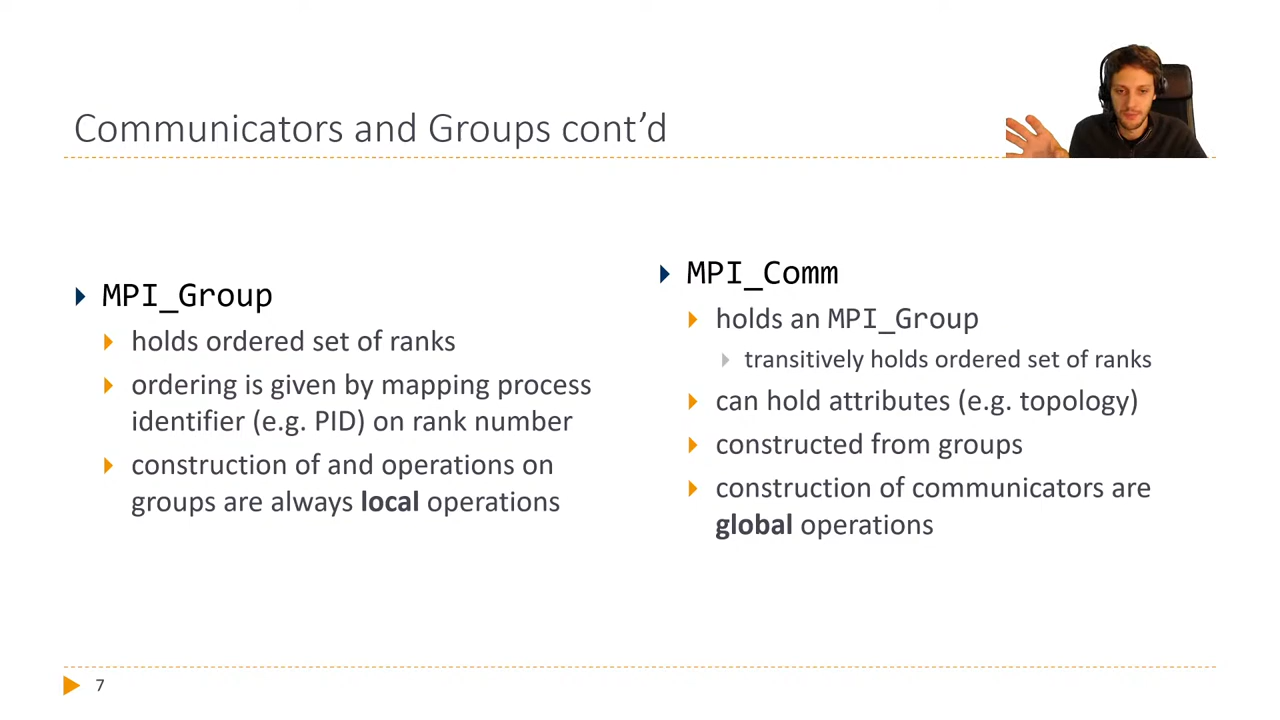 Communicators and Groups cont’d
MPI_Group
holds ordered set of ranks
ordering is given by mapping process
identifier (e.g. PID) on rank number
construction of and operations on
groups are always local operations
MPI_Comm
holds an MPI_Group
transitively holds ordered set of ranks
can hold attributes (e.g. topology)
constructed from groups
construction of communicators are
global operations
7